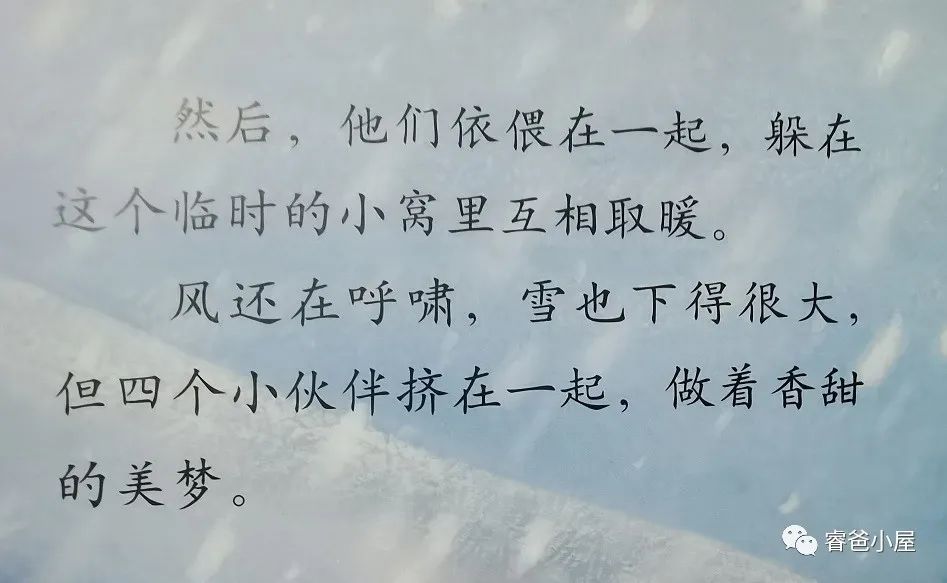 然后，他们依偎在一起，躲在
这个临时的小窝里互相取暖。
风还在呼啸，雪也下得很大，
但四个小伙伴挤在一起，做着香甜
的美梦。
睿爸小屋